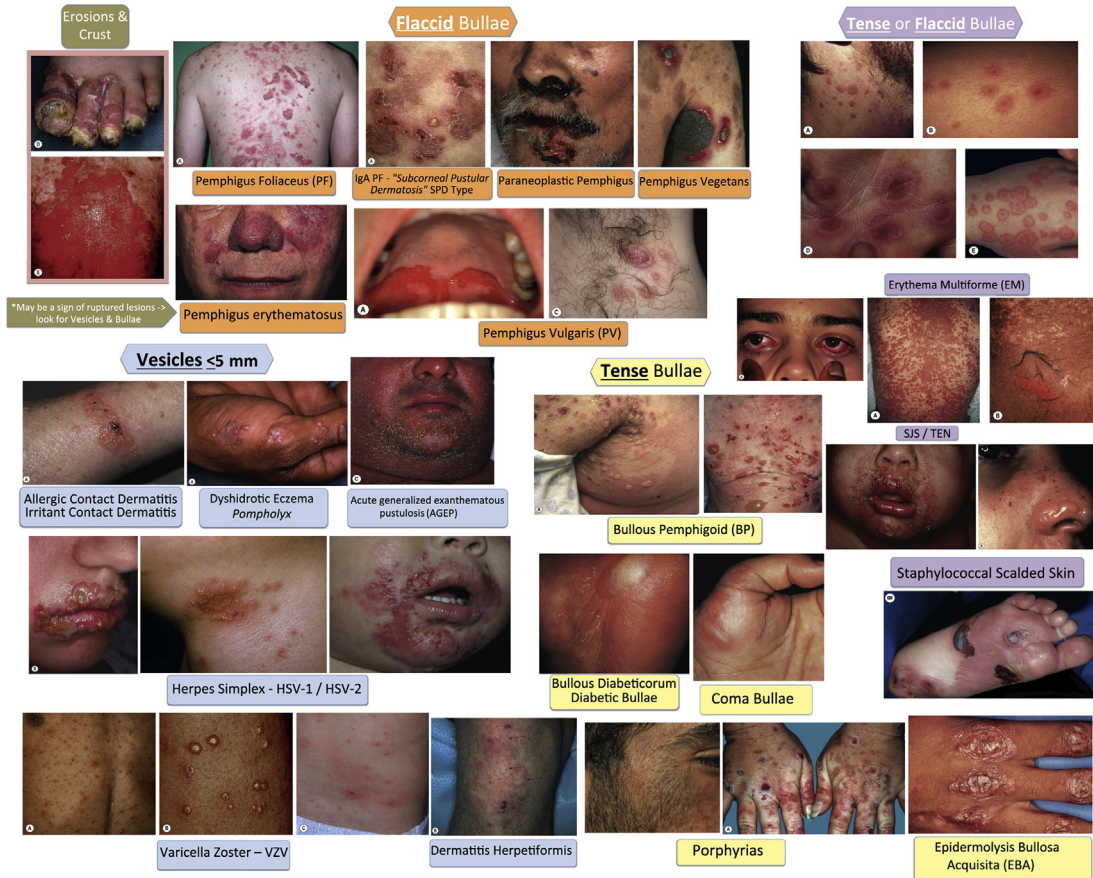 Erosions &
Crust
Flaccid Bullae
Tense or Flaccid Bullae
Pemphigus Foliaceus (PF)
IgA PF - "Subcorneal Pustular
Dermatosis" SPD Type
Paraneoplastic Pemphigus
Pemphigus Vegetans
*May be a sign of ruptured lesions ->
look for Vesicles & Bullae
Pemphigus erythematosus
Pemphigus Vulgaris (PV)
Erythema Multiforme (EM)
Vesicles <5 mm
Tense Bullae
SJS / TEN
Allergic Contact Dermatitis
Irritant Contact Dermatitis
Dyshidrotic Eczema
Pompholyx
Acute generalized exanthematous
pustulosis (AGEP)
Bullous Pemphigoid (BP)
Staphylococcal Scalded Skin
Herpes Simplex - HSV-1 / HSV-2
Bullous Diabeticorum
Diabetic Bullae
Coma Bullae
Varicella Zoster – VZV
Dermatitis Herpetiformis
Porphyrias
Epidermolysis Bullosa
Acquisita (EBA)